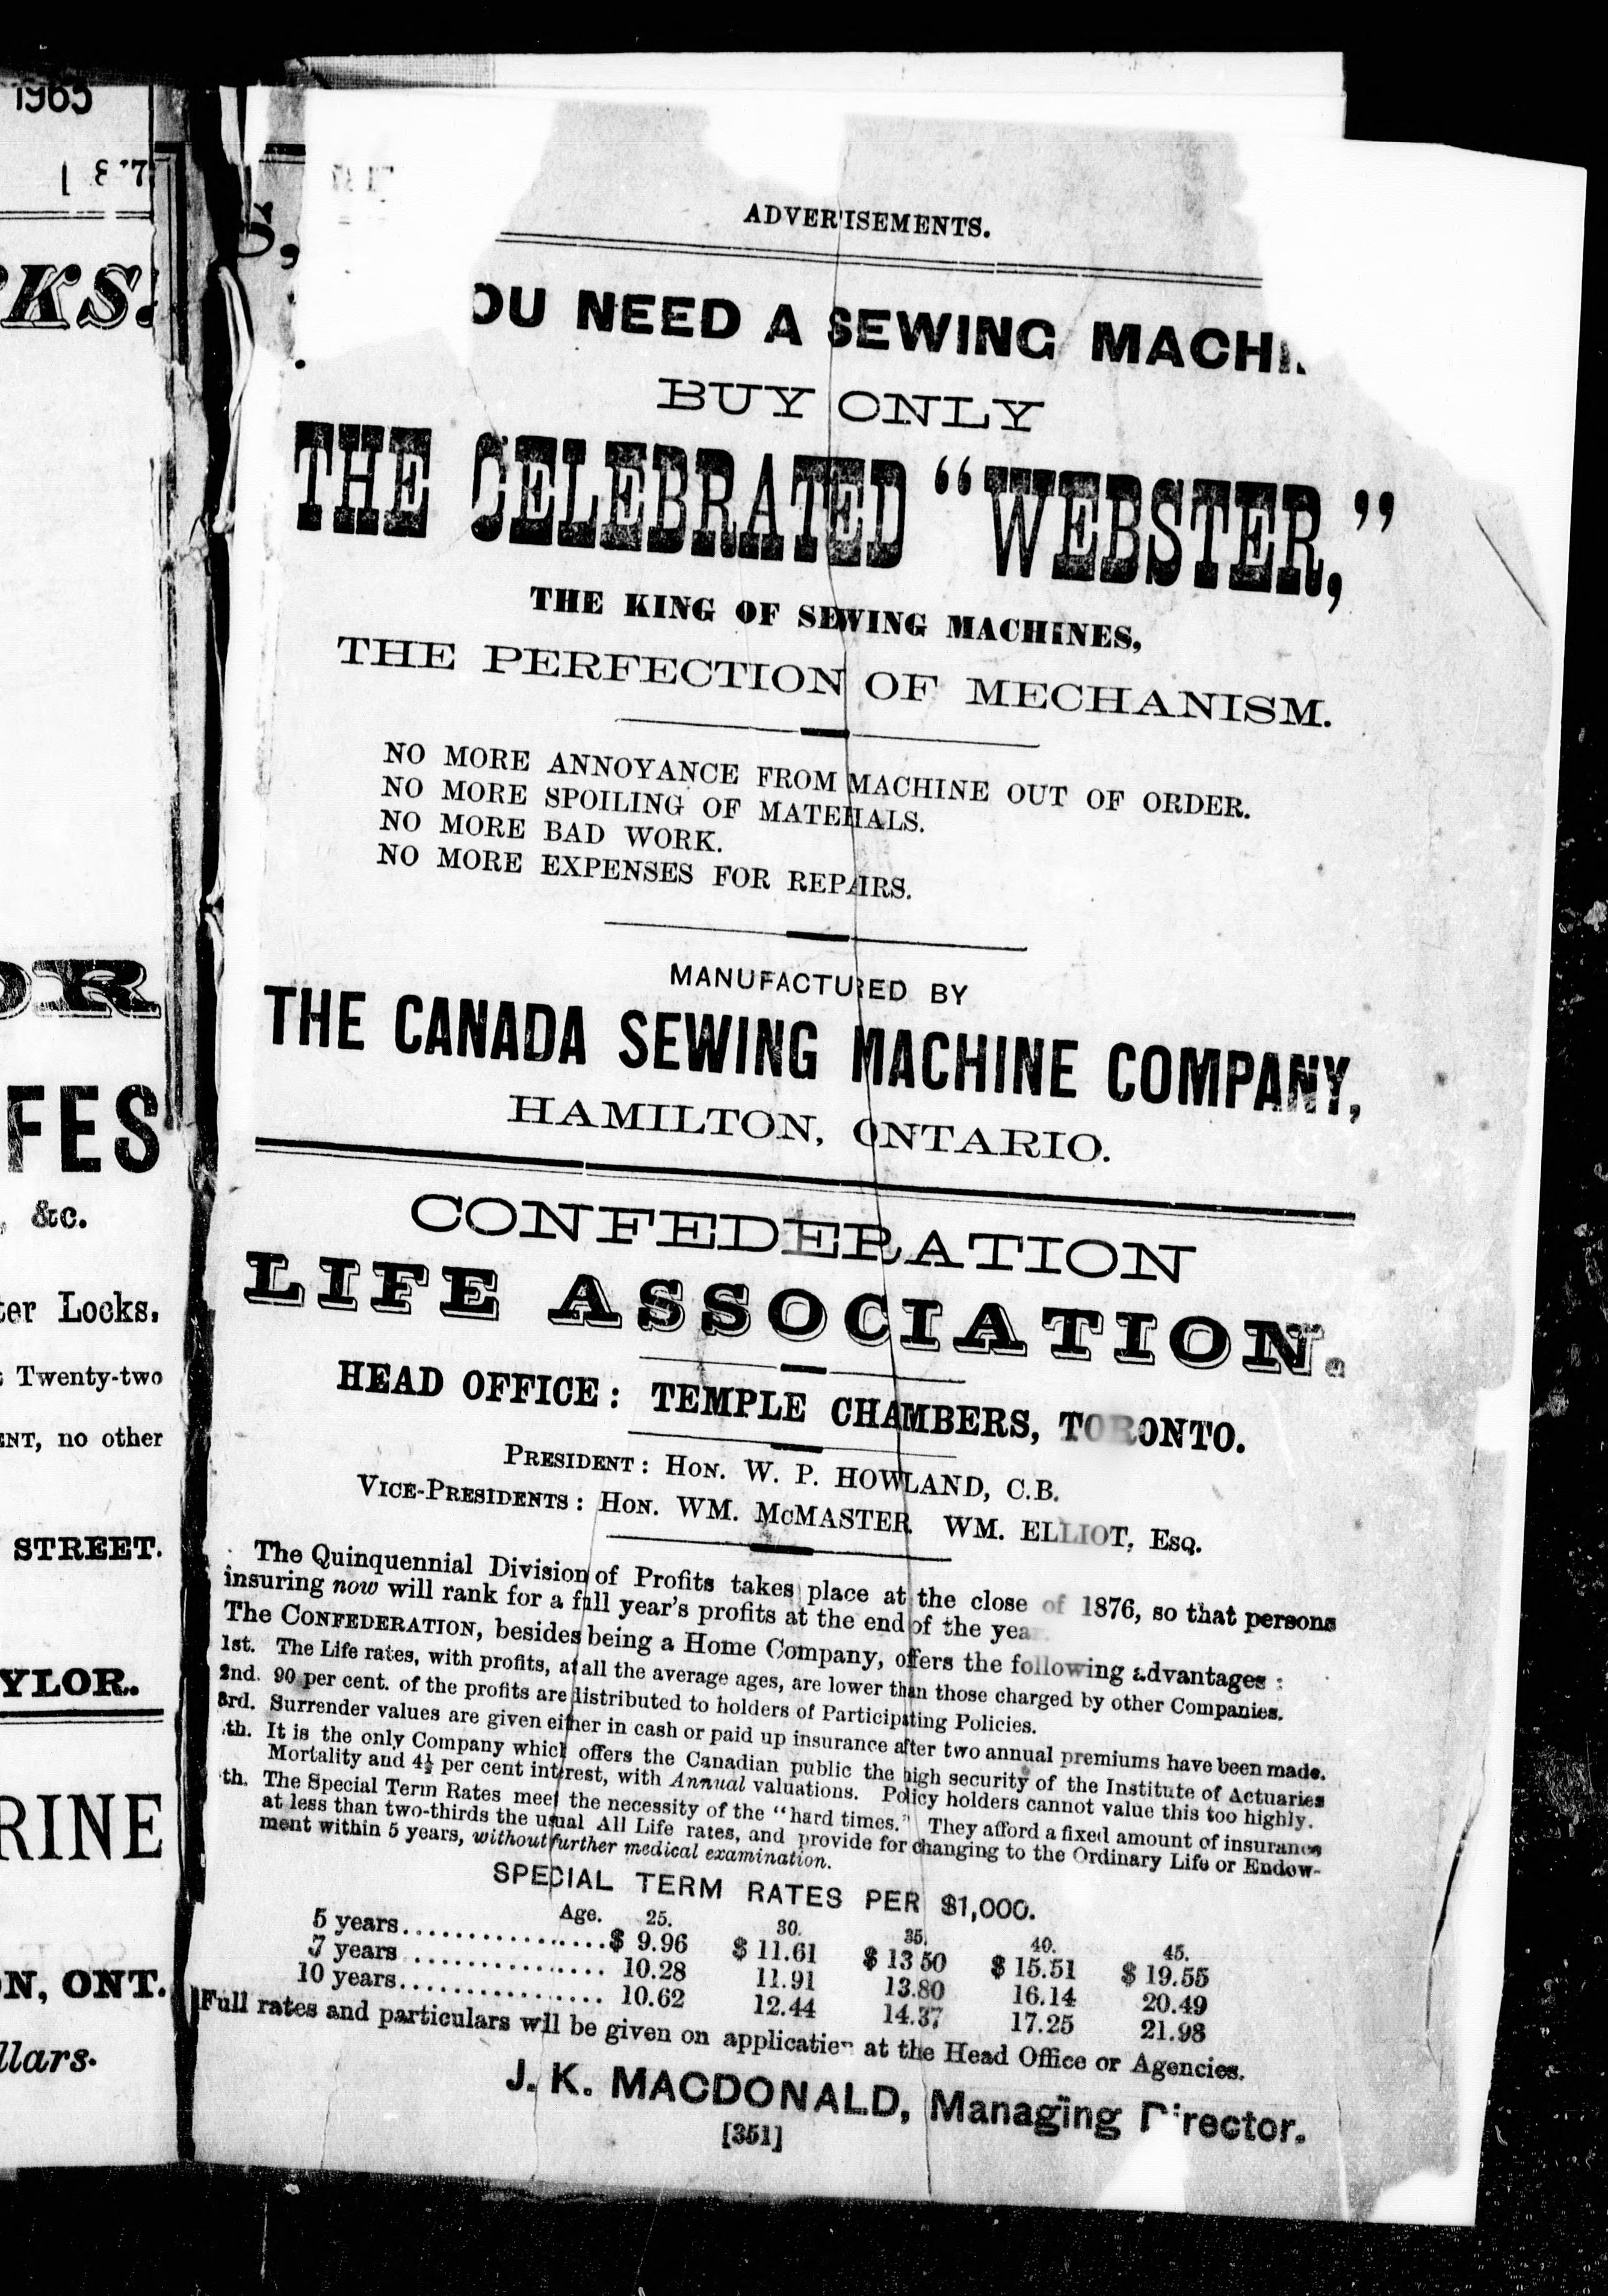 1965
1877
KS.
OR
FES
&c.
Locks,
Twenty-two
ENT, no other
STREET.
YLOR.
RINE
N, ONT.
llars.
ADVERTISEMENTS.
OU NEED A SEWING MACHI
BUY ONLY
THE CELEBRATED "WEBSTER,"
THE KING OF SEWING MACHINES,
THE PERFECTION OF MECHANISM.
NO MORE ANNOYANCE FROM MACHINE OUT OF ORDER.
NO MORE SPOILING OF MATERIALS.
NO MORE BAD WORK.
NO MORE EXPENSES FOR REPAIRS.
MANUFACTURED BY
THE CANADA SEWING MACHINE COMPANY,
HAMILTON, ONTARIO.
CONFEDERATION
LIFE ASSOCIATION.
HEAD OFFICE: TEMPLE CHAMBERS, TORONTO.
PRESIDENT: HON. W. P. HOWLAND, C.B.
VICE-PRESIDENTS: HON. WM. McMASTER WM. ELLIOT, ESQ.
The Quinquennial Division of Profits takes place at the close of 1876, so that persons
insuring now will rank for a full year's profits at the end of the yea
The CONFEDERATION, besides being a Home Company, offers the following advantages:
1st. The Life rates, with profits, at all the average ages, are lower than those charged by other Companies.
2nd. 90 per cent. of the profits are distributed to holders of Participating Policies.
3rd. Surrender values are given either in cash or paid up insurance after two annual premiums have been made.
th. It is the only Company which offers the Canadian public the high security of the Institute of Actuaries
Mortality and 4½ per cent interest, with Annual valuations. Policy holders cannot value this too highly.
th. The Special Term Rates meet the necessity of the "hard times." They afford a fixed amount of insurance
at less than two-thirds the usual All Life rates, and provide for changing to the Ordinary Life or Endow-
ment within 5 years, without further medical examination.
SPECIAL TERM RATES PER $1,000.
Age. 25. 30. 35. 40. 45.
5 years..................$ 9.96 $ 11.61 $ 13 50 $ 15.51 $ 19.55
7 years .................. 10.28 11.91 13.80 16.14 20.49
10 years.................. 10.62 12.44 14.37 17.25 21.98
Full rates and particulars will be given on application at the Head Office or Agencies.
J. K. MACDONALD, Managing Director.
[351]